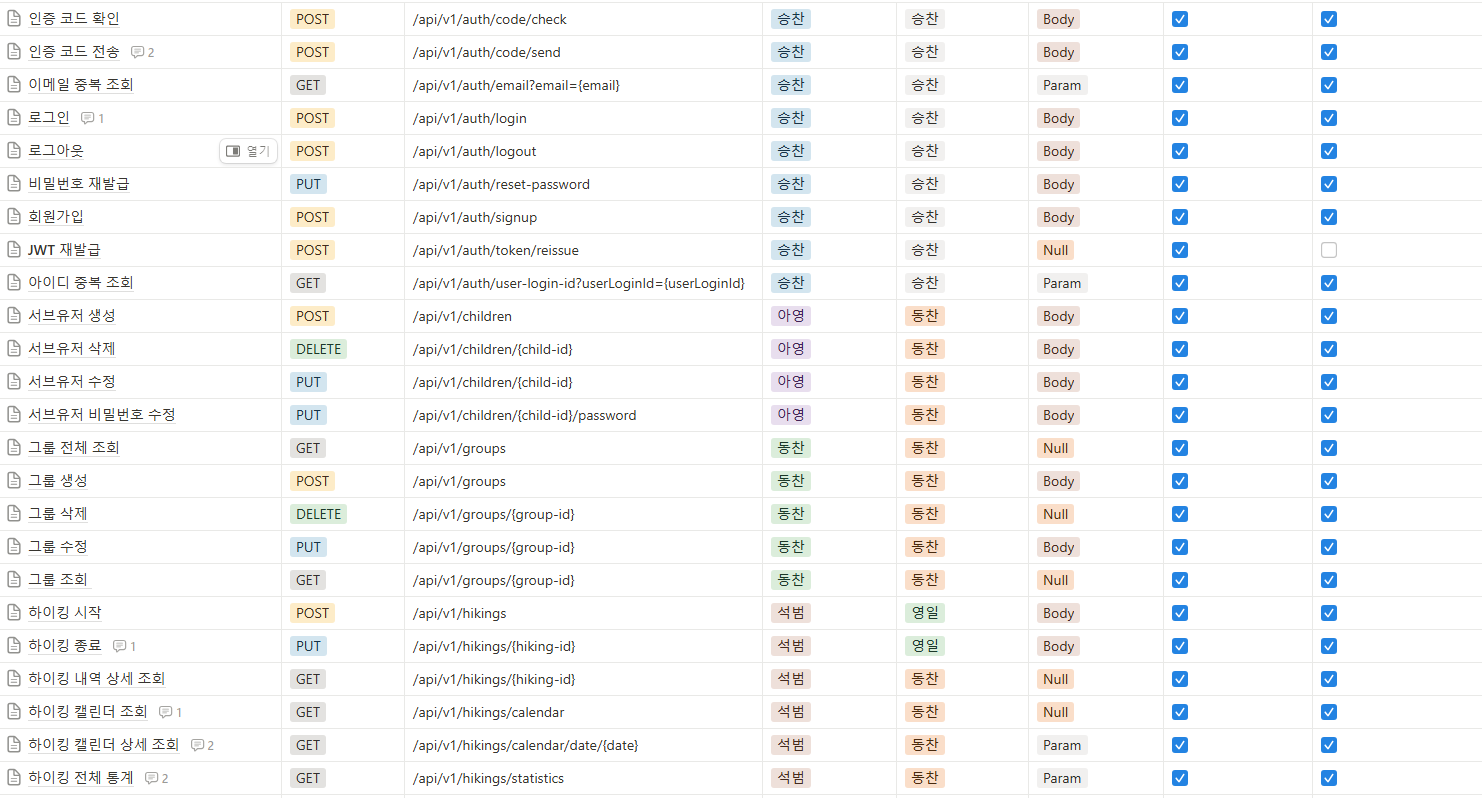 인증 코드 확인 POST /api/v1/auth/code/check 승찬 승찬 Body
인증 코드 전송 2 POST /api/v1/auth/code/send 승찬 승찬 Body
이메일 중복 조회 GET /api/v1/auth/email?email={email} 승찬 승찬 Param
로그인 1 POST /api/v1/auth/login 승찬 승찬 Body
로그아웃 열기 POST /api/v1/auth/logout 승찬 승찬 Body
비밀번호 재발급 PUT /api/v1/auth/reset-password 승찬 승찬 Body
회원가입 POST /api/v1/auth/signup 승찬 승찬 Body
JWT 재발급 POST /api/v1/auth/token/reissue 승찬 승찬 Null
아이디 중복 조회 GET /api/v1/auth/user-login-id?userLoginId={userLoginId} 승찬 승찬 Param
서브유저 생성 POST /api/v1/children 아영 동찬 Body
서브유저 삭제 DELETE /api/v1/children/{child-id} 아영 동찬 Body
서브유저 수정 PUT /api/v1/children/{child-id} 아영 동찬 Body
서브유저 비밀번호 수정 PUT /api/v1/children/{child-id}/password 아영 동찬 Body
그룹 전체 조회 GET /api/v1/groups 동찬 동찬 Null
그룹 생성 POST /api/v1/groups 동찬 동찬 Body
그룹 삭제 DELETE /api/v1/groups/{group-id} 동찬 동찬 Null
그룹 수정 PUT /api/v1/groups/{group-id} 동찬 동찬 Body
그룹 조회 GET /api/v1/groups/{group-id} 동찬 동찬 Null
하이킹 시작 POST /api/v1/hikings 석범 영일 Body
하이킹 종료 1 PUT /api/v1/hikings/{hiking-id} 석범 영일 Body
하이킹 내역 상세 조회 GET /api/v1/hikings/{hiking-id} 석범 동찬 Null
하이킹 캘린더 조회 1 GET /api/v1/hikings/calendar 석범 동찬 Null
하이킹 캘린더 상세 조회 2 GET /api/v1/hikings/calendar/date/{date} 석범 동찬 Param
하이킹 전체 통계 2 GET /api/v1/hikings/statistics 석범 동찬 Param